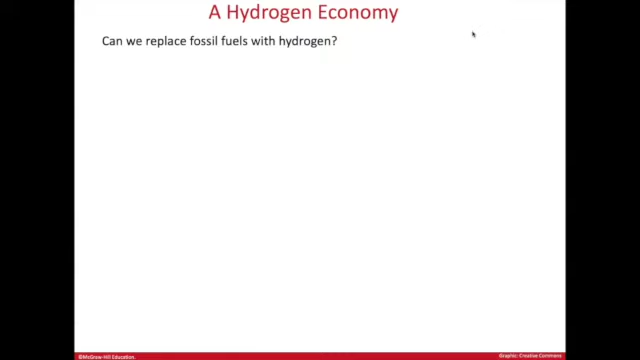 A Hydrogen Economy
Can we replace fossil fuels with hydrogen?
©McGraw-Hill Education.
Graphic: Creative Commons